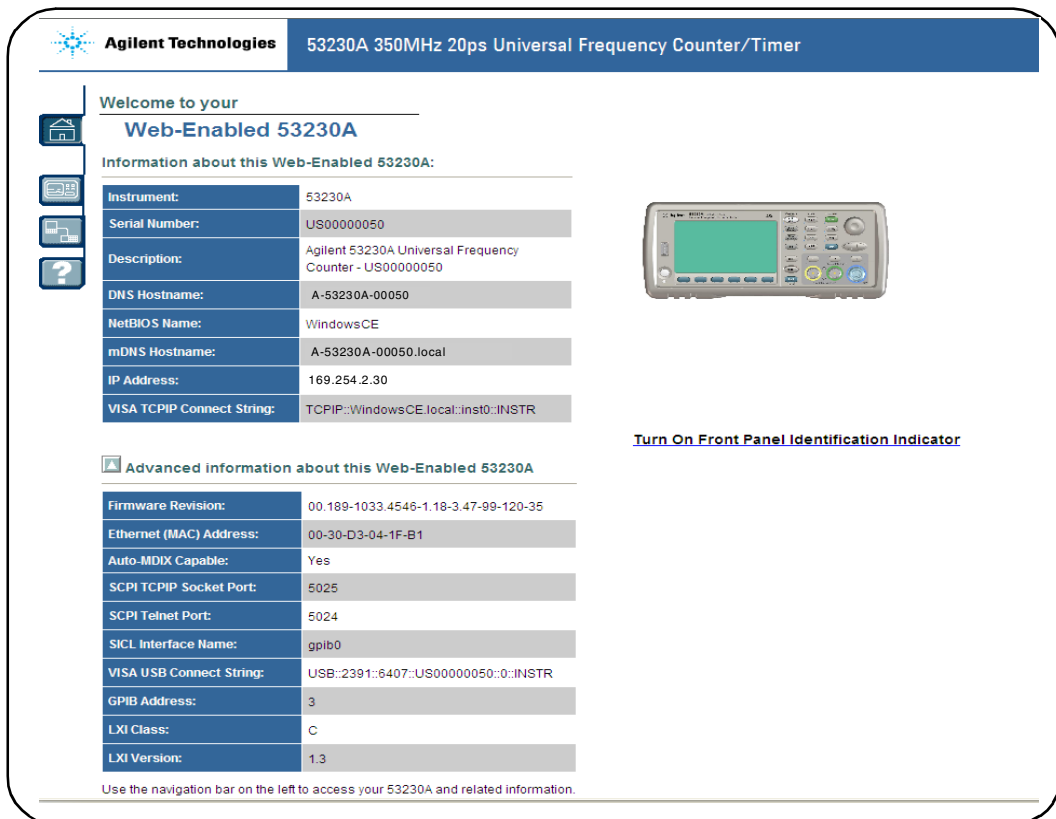 Agilent Technologies
53230A 350MHz 20ps Universal Frequency Counter/Timer
Welcome to your
Web-Enabled 53230A
Information about this Web-Enabled 53230A:
Instrument: 53230A
Serial Number: US00000050
Description: Agilent 53230A Universal Frequency
Counter - US00000050
DNS Hostname: A-53230A-00050
NetBIOS Name: WindowsCE
mDNS Hostname: A-53230A-00050.local
IP Address: 169.254.2.30
VISA TCPIP Connect String: TCPIP::WindowsCE.local::inst0::INSTR
Turn On Front Panel Identification Indicator
Advanced information about this Web-Enabled 53230A
Firmware Revision: 00.189-1033.4546-1.18-3.47-99-120-35
Ethernet (MAC) Address: 00-30-D3-04-1F-B1
Auto-MDIX Capable: Yes
SCPI TCPIP Socket Port: 5025
SCPI Telnet Port: 5024
SICL Interface Name: gpib0
VISA USB Connect String: USB::2391::6407::US00000050::0::INSTR
GPIB Address: 3
LXI Class: C
LXI Version: 1.3
Use the navigation bar on the left to access your 53230A and related information.